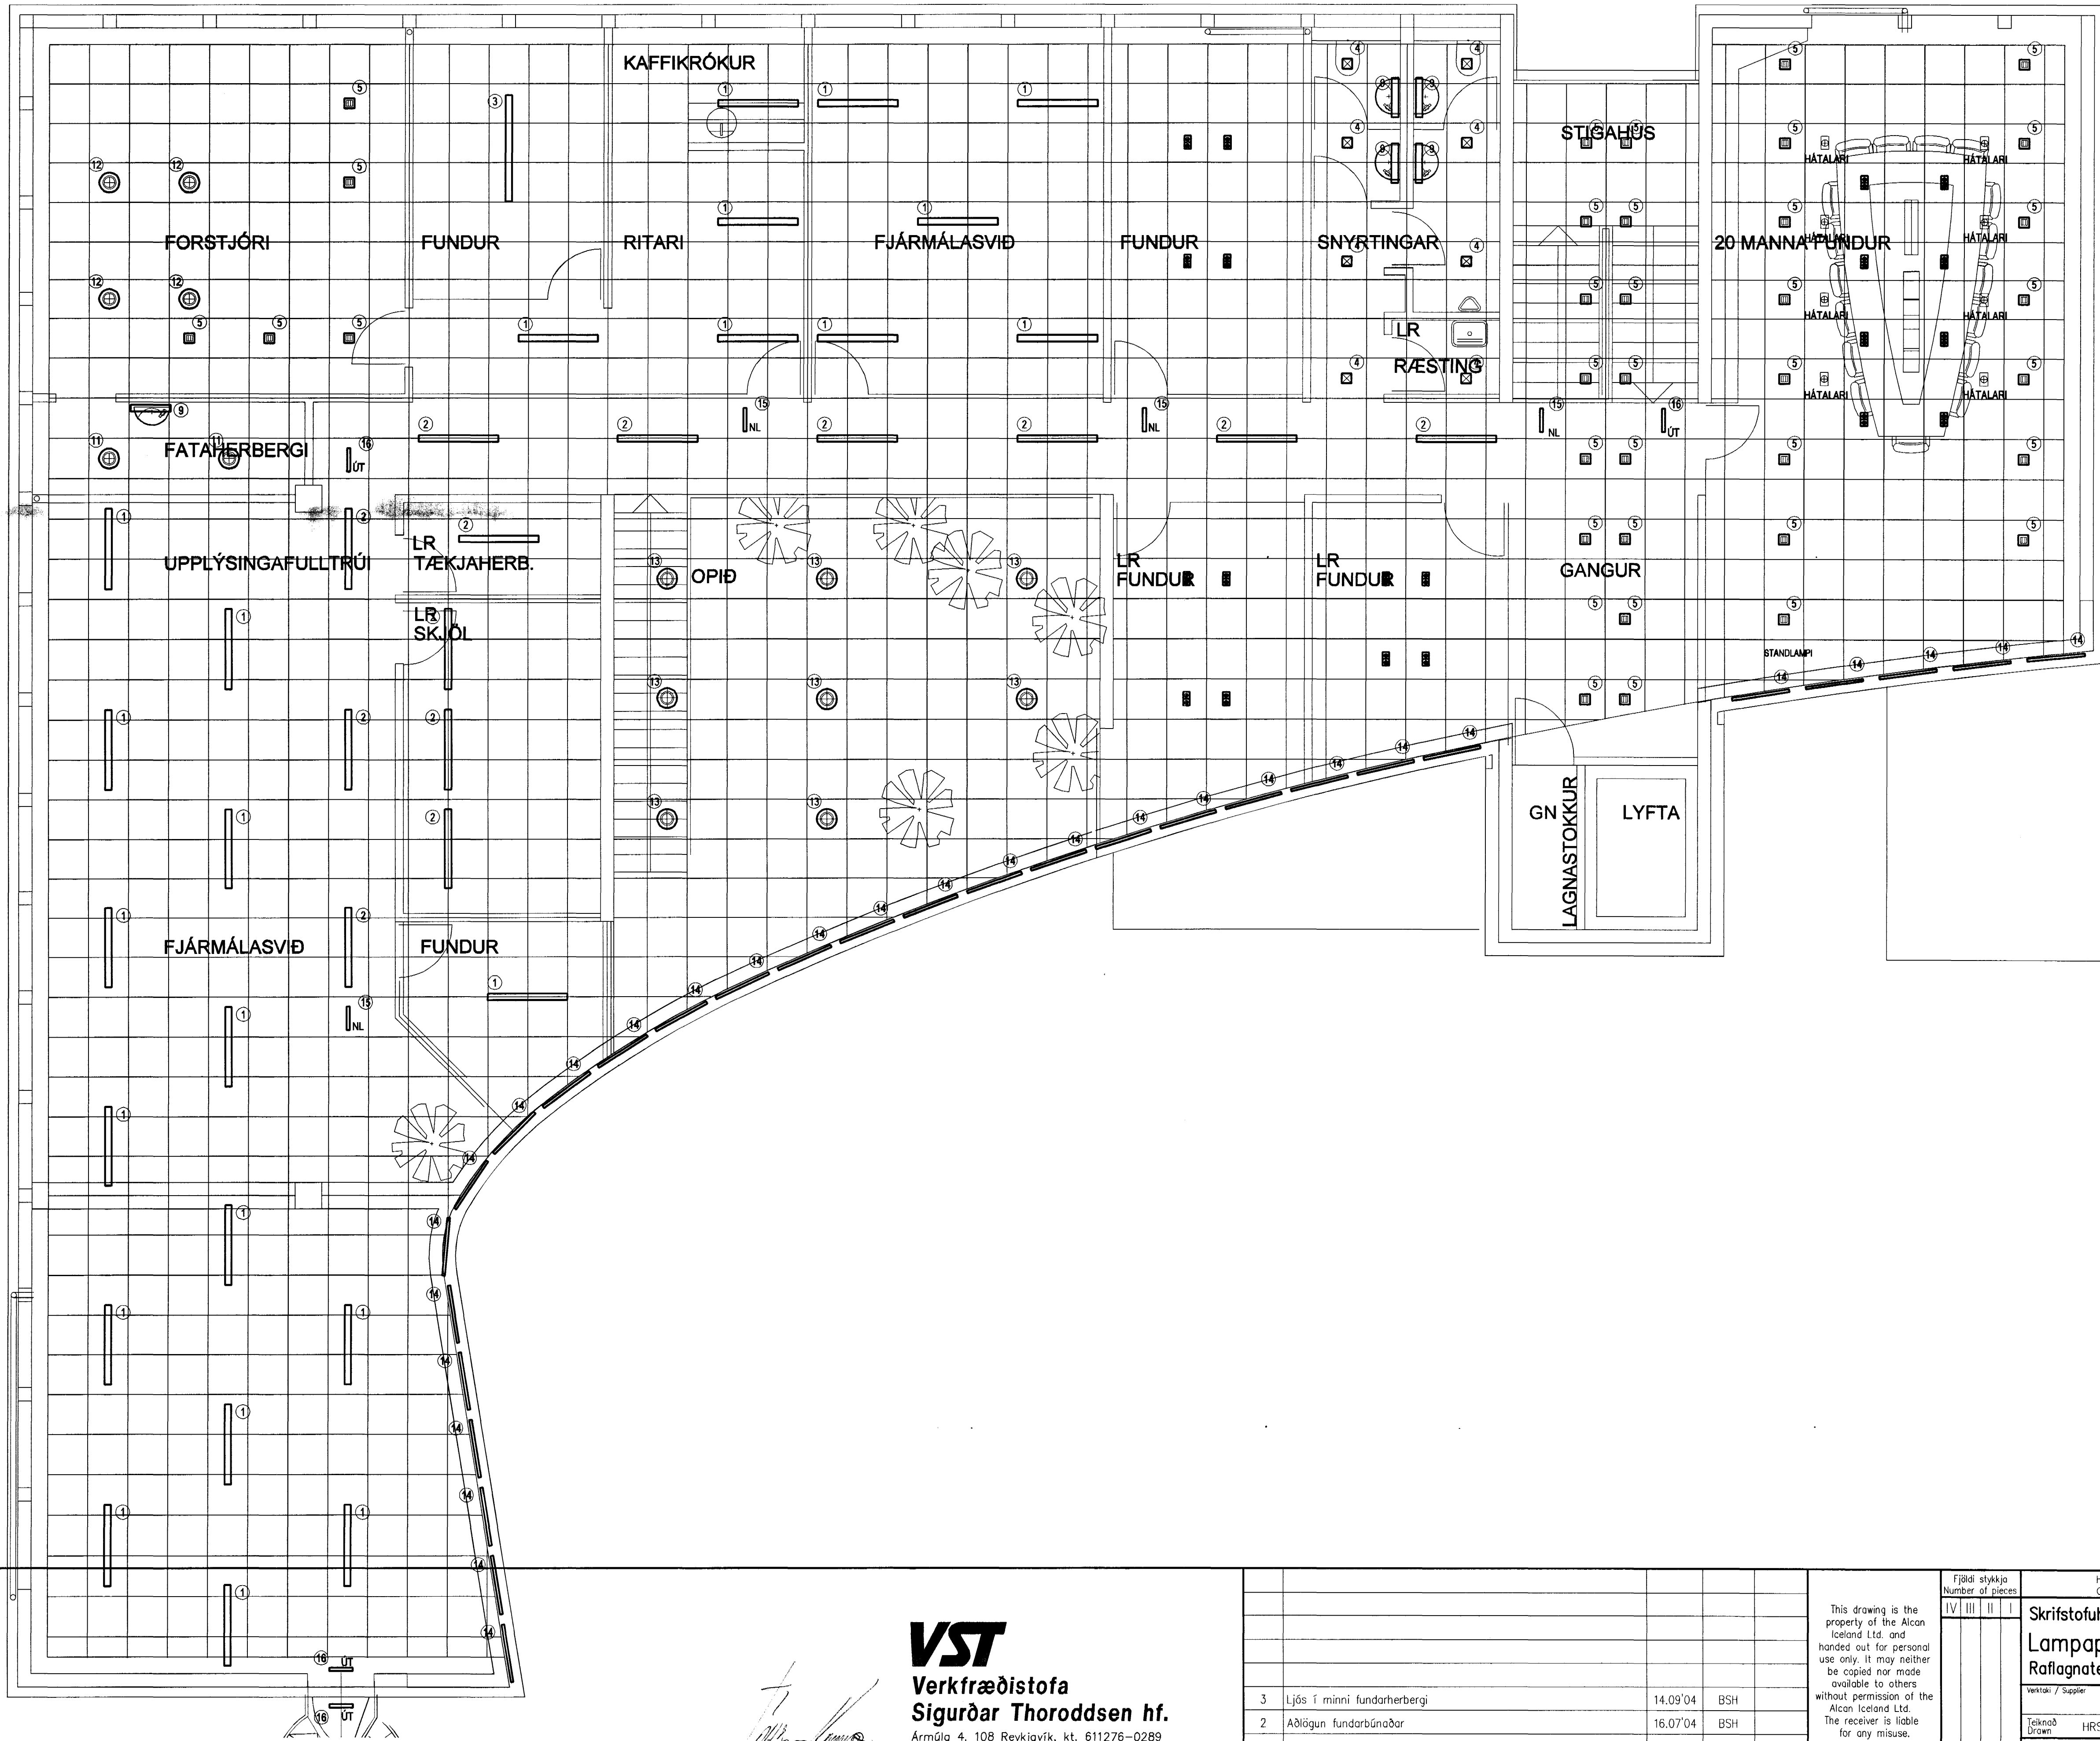 KAFFIKRÓKUR
FORSTJÓRI
FUNDUR
RITARI
FJÁRMÁLASVIÐ
FUNDUR
SNYRTINGAR
STIGAHÚS
20 MANNA FUNDUR
HÁTALARI
HÁTALARI
HÁTALARI
HÁTALARI
HÁTALARI
HÁTALARI
HÁTALARI
HÁTALARI
LR
RÆSTING
FATAHERBERGI
ÚT
NL
NL
NL
ÚT
UPPLÝSINGAFULLTRÚI
LR
TÆKJAHERB.
LR
SKJÖL
OPIÐ
LR
FUNDUR
LR
FUNDUR
GANGUR
STANDLAMPI
GN
LAGNASTOKKUR
LYFTA
FJÁRMÁLASVIÐ
FUNDUR
NL
ÚT
ÚT
VST
Verkfræðistofa
Sigurðar Thoroddsen hf.
Ármúla 4, 108 Reykjavík, kt. 611276-0289
3 Ljós í minni fundarherbergi 14.09'04 BSH
2 Aðlögun fundarbúnaðar 16.07'04 BSH
This drawing is the
property of the Alcan
Iceland Ltd. and
handed out for personal
use only. It may neither
be copied nor made
available to others
without permission of the
Alcan Iceland Ltd.
The receiver is liable
for any misuse.
Fjöldi stykkja
Number of pieces
IV III II I
Skrifstofuh
Lampap
Raflagnate
Verktaki / Supplier
Teiknað
Drawn HRS